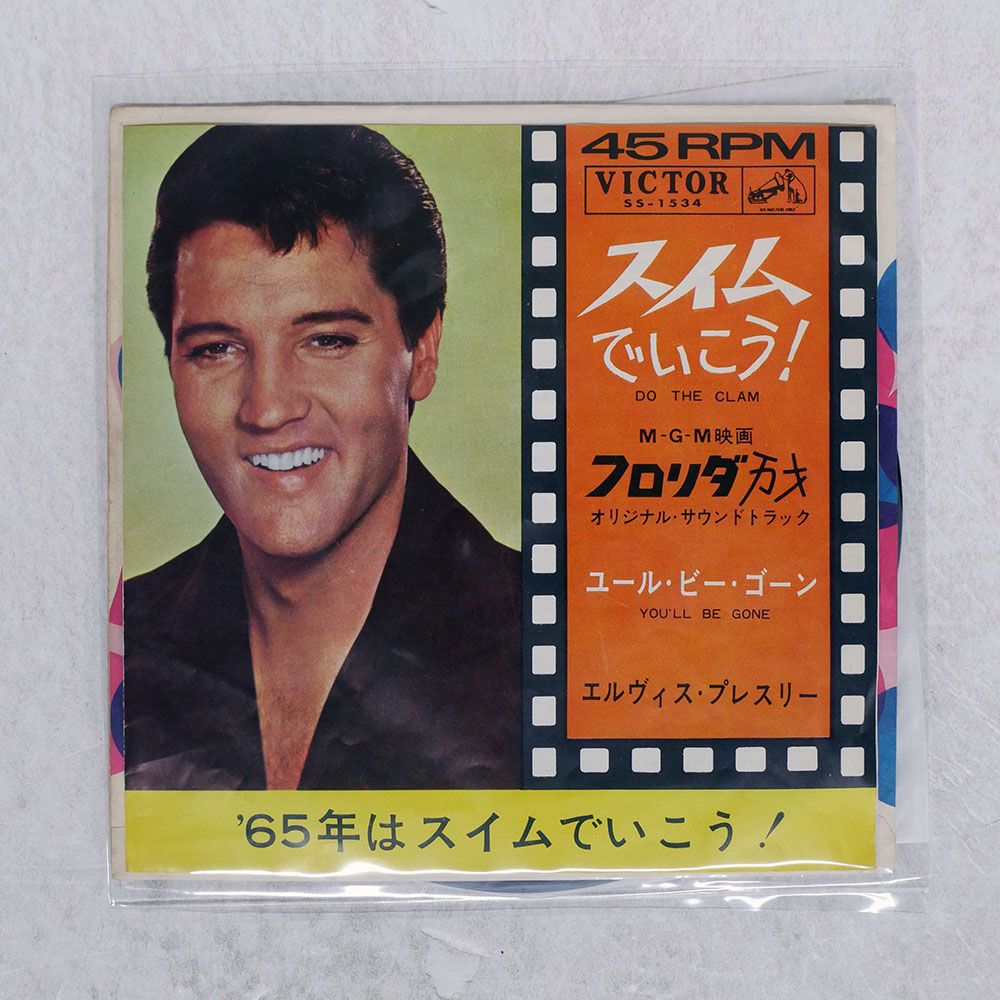 45 RPM
VICTOR
SS-1534
スイム
でいこう!
DO THE CLAM
M-G-M映画
フロリダ万才
オリジナル・サウンドトラック
ユール・ビー・ゴーン
YOU'LL BE GONE
エルヴィス・プレスリー
'65年はスイムでいこう!